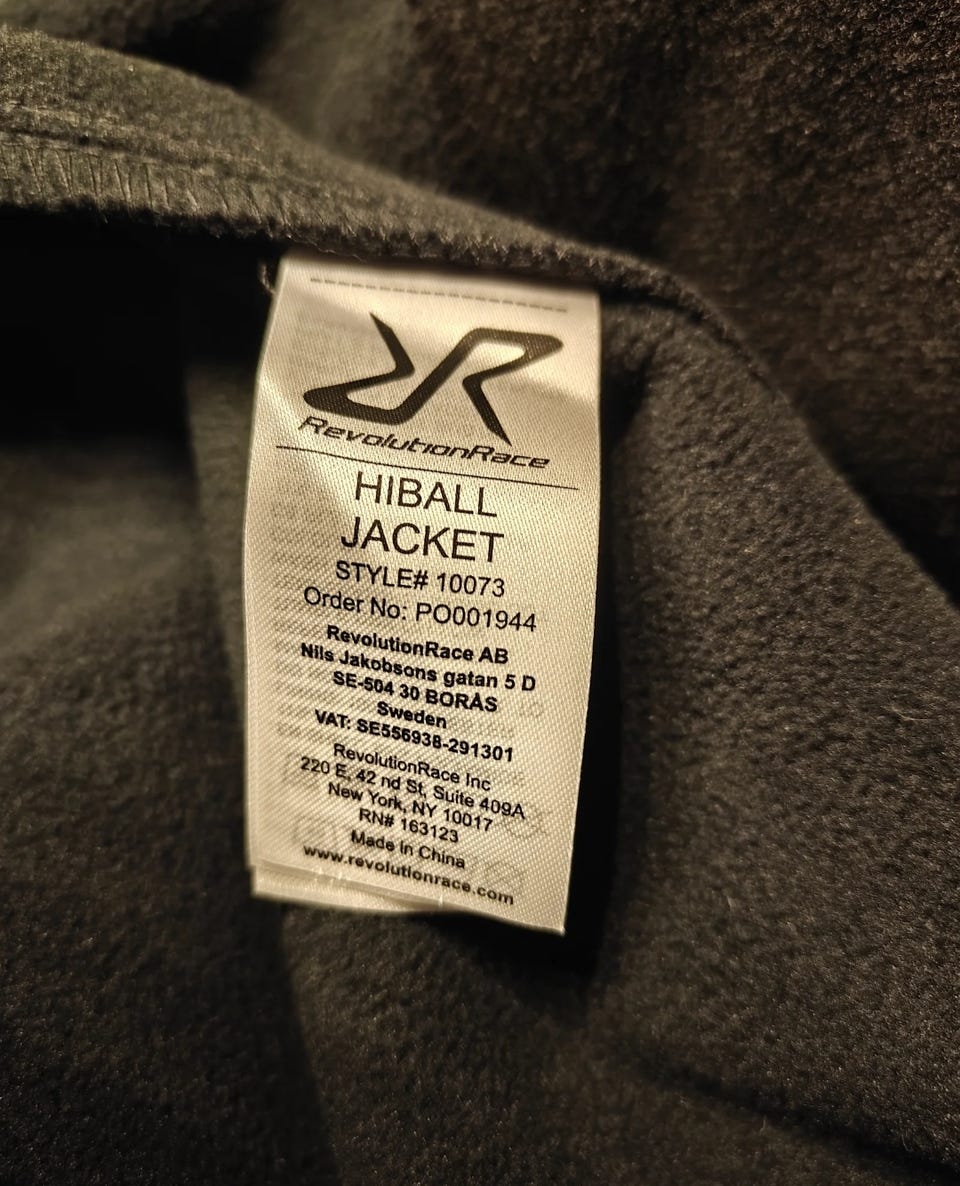 RevolutionRace
HIBALL
JACKET
STYLE# 10073
Order No: PO001944
RevolutionRace AB
Nils Jakobsons gatan 5 D
SE-504 30 BORÅS
Sweden
VAT: SE556938-291301
RevolutionRace Inc
220 E, 42 nd St, Suite 409A
New York, NY 10017
RN# 163123
Made in China
www.revolutionrace.com